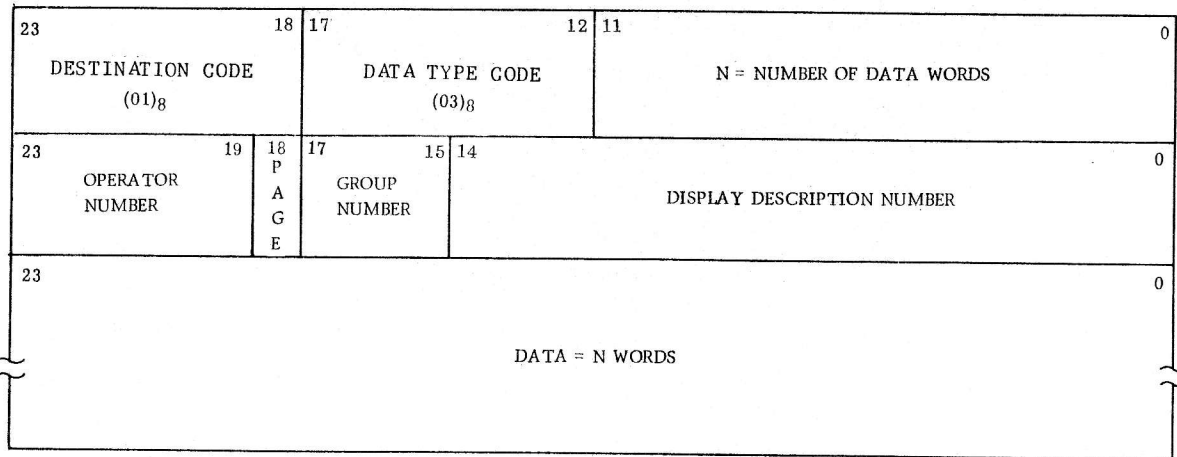 23 18 17 12 11 0
DESTINATION CODE DATA TYPE CODE N = NUMBER OF DATA WORDS
(01)8 (03)8
23 19 18 17 15 14 0
OPERATOR NUMBER PAGE GROUP NUMBER DISPLAY DESCRIPTION NUMBER
23 0
DATA = N WORDS